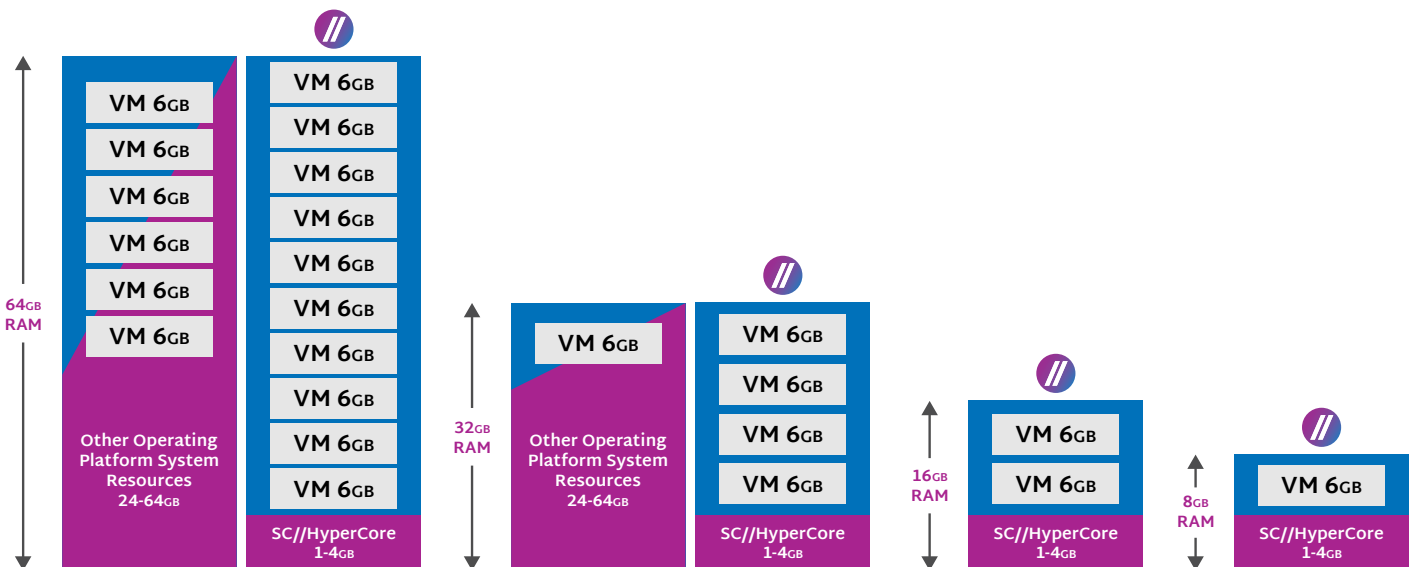 64GB
RAM
VM 6GB
VM 6GB
VM 6GB
VM 6GB
VM 6GB
VM 6GB
Other Operating
Platform System
Resources
24-64GB
VM 6GB
VM 6GB
VM 6GB
VM 6GB
VM 6GB
VM 6GB
VM 6GB
VM 6GB
VM 6GB
VM 6GB
SC//HyperCore
1-4GB
32GB
RAM
VM 6GB
Other Operating
Platform System
Resources
24-64GB
VM 6GB
VM 6GB
VM 6GB
VM 6GB
SC//HyperCore
1-4GB
16GB
RAM
VM 6GB
VM 6GB
SC//HyperCore
1-4GB
8GB
RAM
VM 6GB
SC//HyperCore
1-4GB